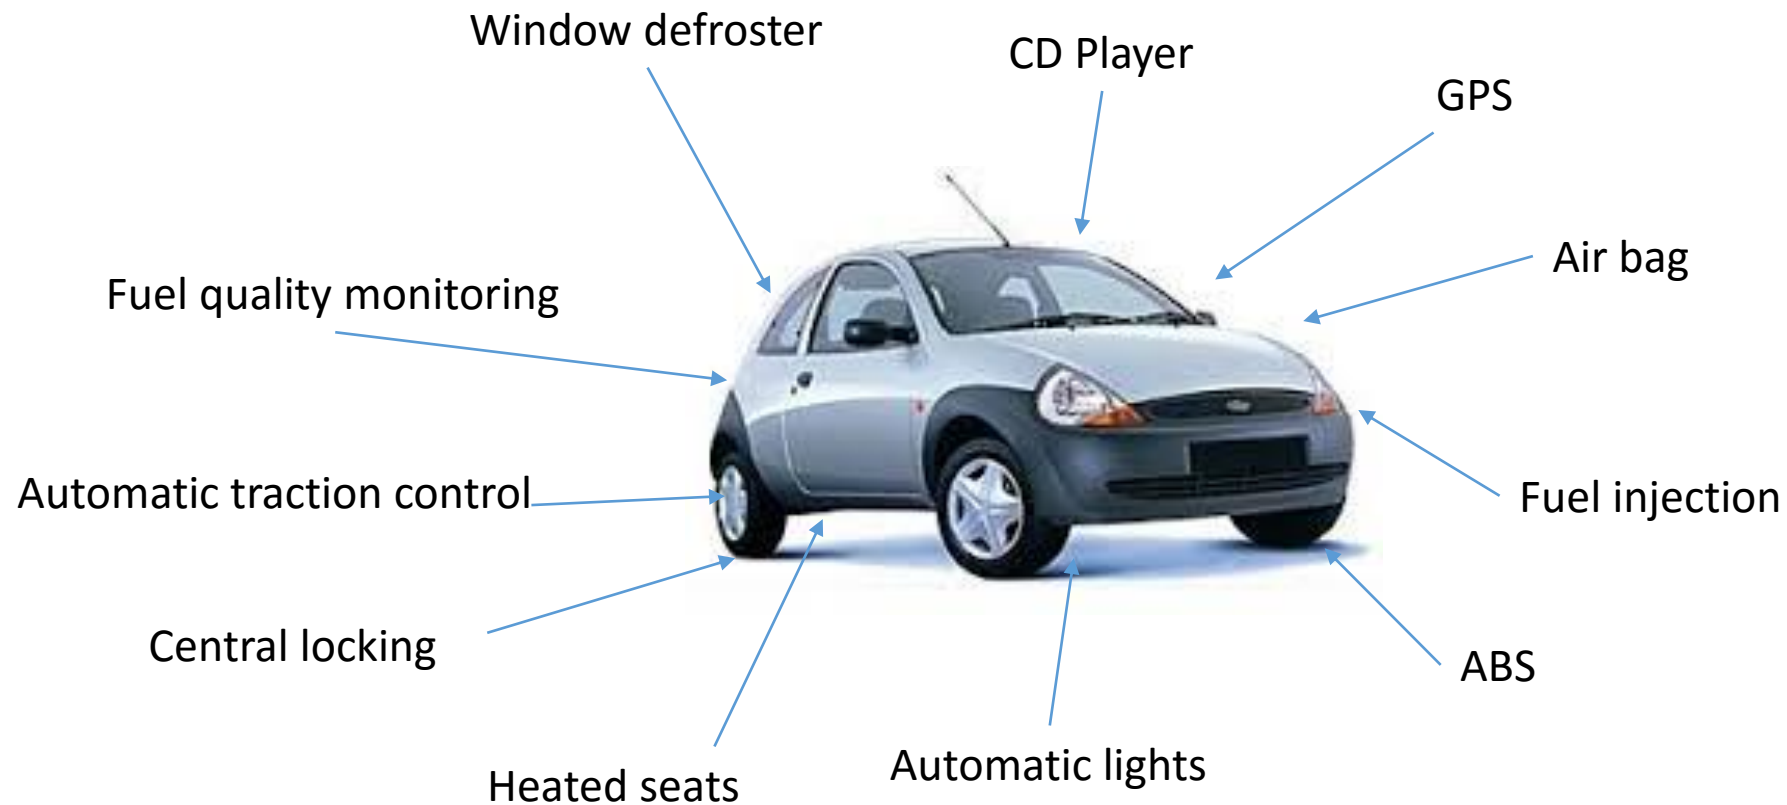 Window defroster
CD Player
GPS
Air bag
Fuel quality monitoring
Automatic traction control
Fuel injection
Central locking
ABS
Automatic lights
Heated seats